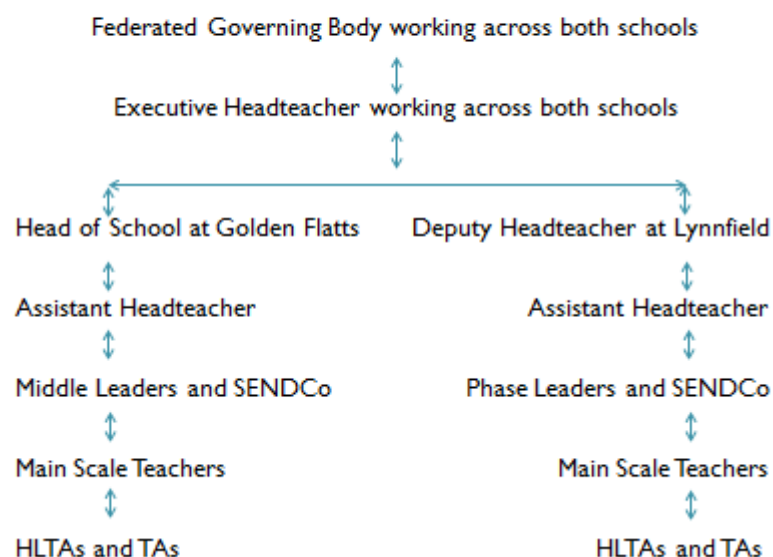 Federated Governing Body working across both schools
Executive Headteacher working across both schools
Head of School at Golden Flatts
Deputy Headteacher at Lynnfield
Assistant Headteacher
Assistant Headteacher
Middle Leaders and SENDCo
Phase Leaders and SENDCo
Main Scale Teachers
Main Scale Teachers
HLTAs and TAs
HLTAs and TAs